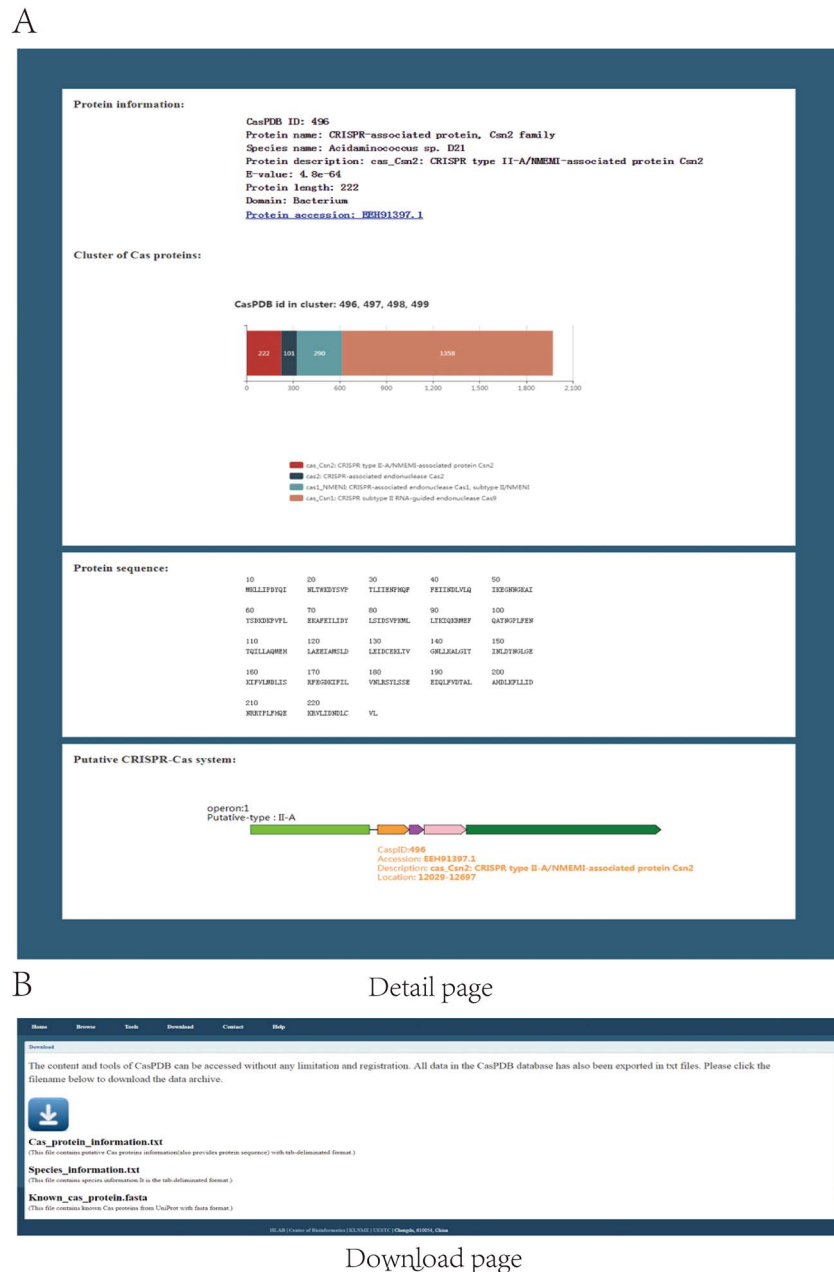 A
Protein information:
CasPDB ID: 496
Protein name: CRISPR-associated protein, Csn2 family
Species name: Acidaminococcus sp. D21
Protein description: cas_Csn2: CRISPR type II-A/NMEMI-associated protein Csn2
E-value: 4.8e-64
Protein length: 222
Domain: Bacterium
Protein accession: EEH91397.1
Cluster of Cas proteins:
CasPDB id in cluster: 496, 497, 498, 499
222 101 290 1358
0 300 600 900 1,200 1,500 1,800 2,100
cas_Csn2: CRISPR type II-A/NMEMI-associated protein Csn2
cas2: CRISPR-associated endonuclease Cas2
cas1_NMENI: CRISPR-associated endonuclease Cas1, subtype II/NMENI
cas_Csn1: CRISPR subtype II RNA-guided endonuclease Cas9
Protein sequence:
10 20 30 40 50
60 70 80 90 100
110 120 130 140 150
160 170 180 190 200
210 220
VL
Putative CRISPR-Cas system:
operon:1
Putative-type : II-A
CaspID:496
Accession: EEH91397.1
Description: cas_Csn2: CRISPR type II-A/NMEMI-associated protein Csn2
Location: 12029-12697
Detail page
B
Home Browse Tools Download Contact Help
Download
The content and tools of CasPDB can be accessed without any limitation and registration. All data in the CasPDB database has also been exported in txt files. Please click the
filename below to download the data archive.
Cas_protein_information.txt
(This file contains putative Cas proteins information(also provides protein sequence) with tab-deliminated format.)
Species_information.txt
(This file contains species information.It is the tab-deliminated format.)
Known_cas_protein.fasta
(This file contains known Cas proteins from UniProt with fasta format.)
HLAB | Center of Bioinformatics | KLNME | UESTC | Chengdu, 610054, China
Download page